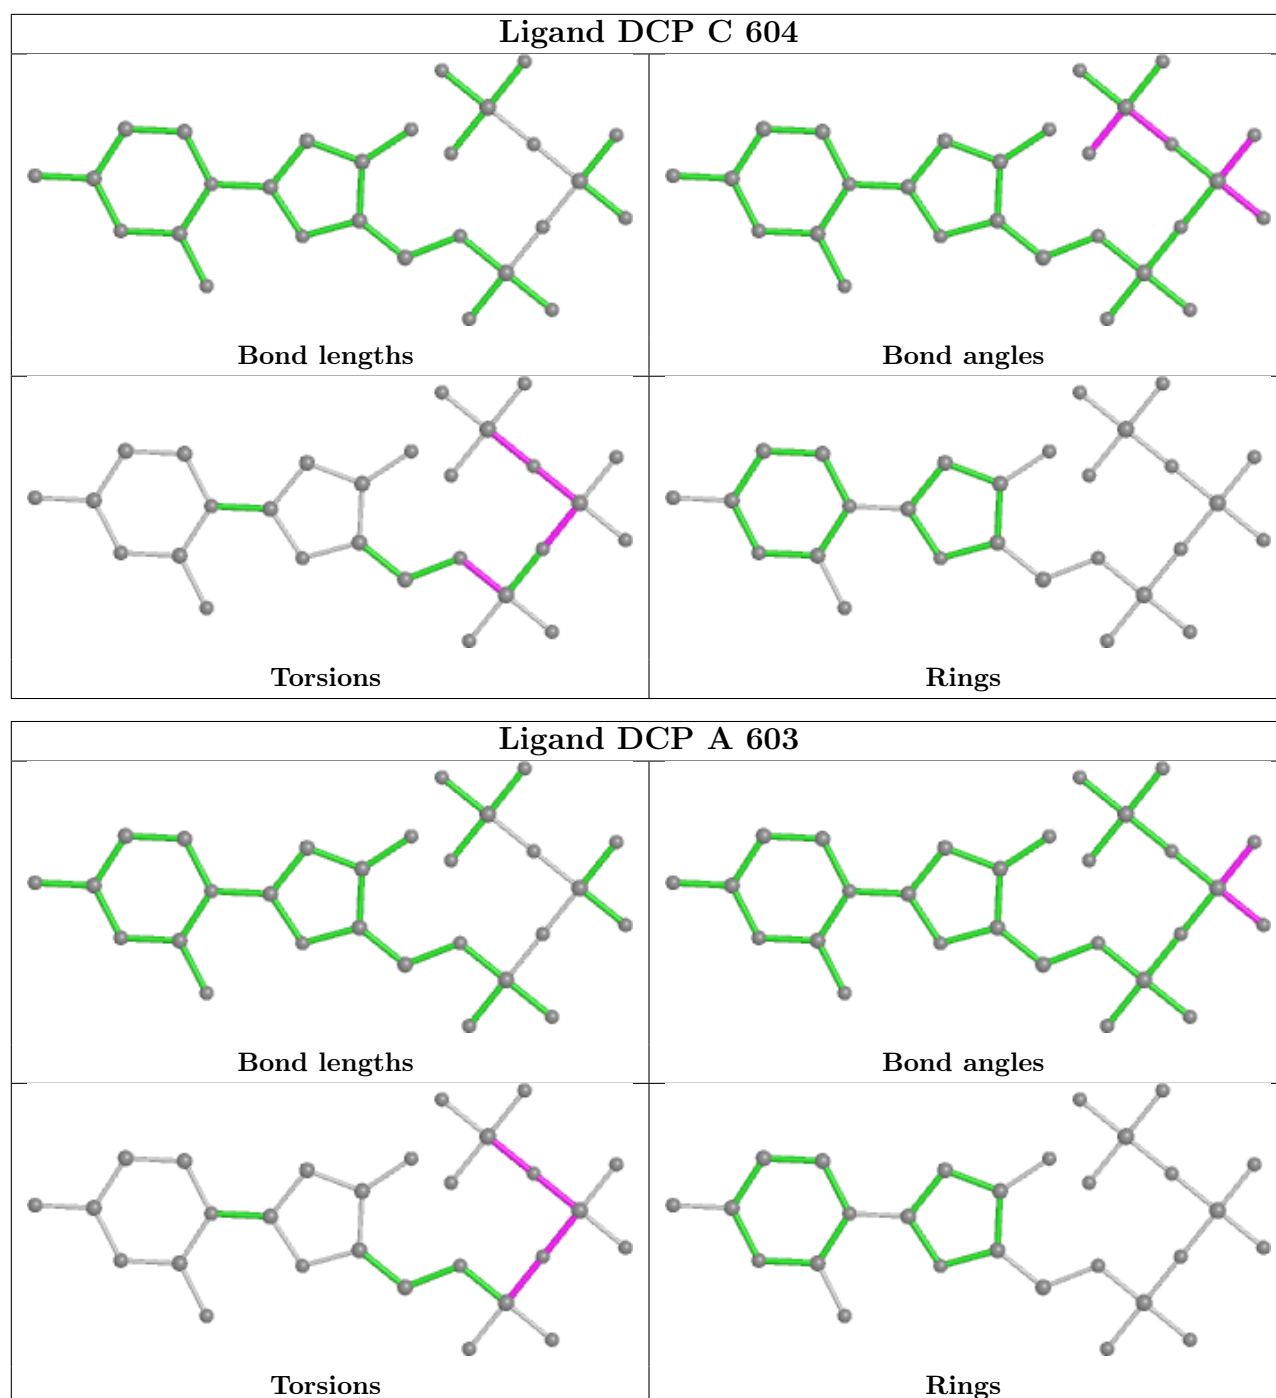 Ligand DCP C 604
Bond lengths
Bond angles
Torsions
Rings
Ligand DCP A 603
Bond lengths
Bond angles
Torsions
Rings